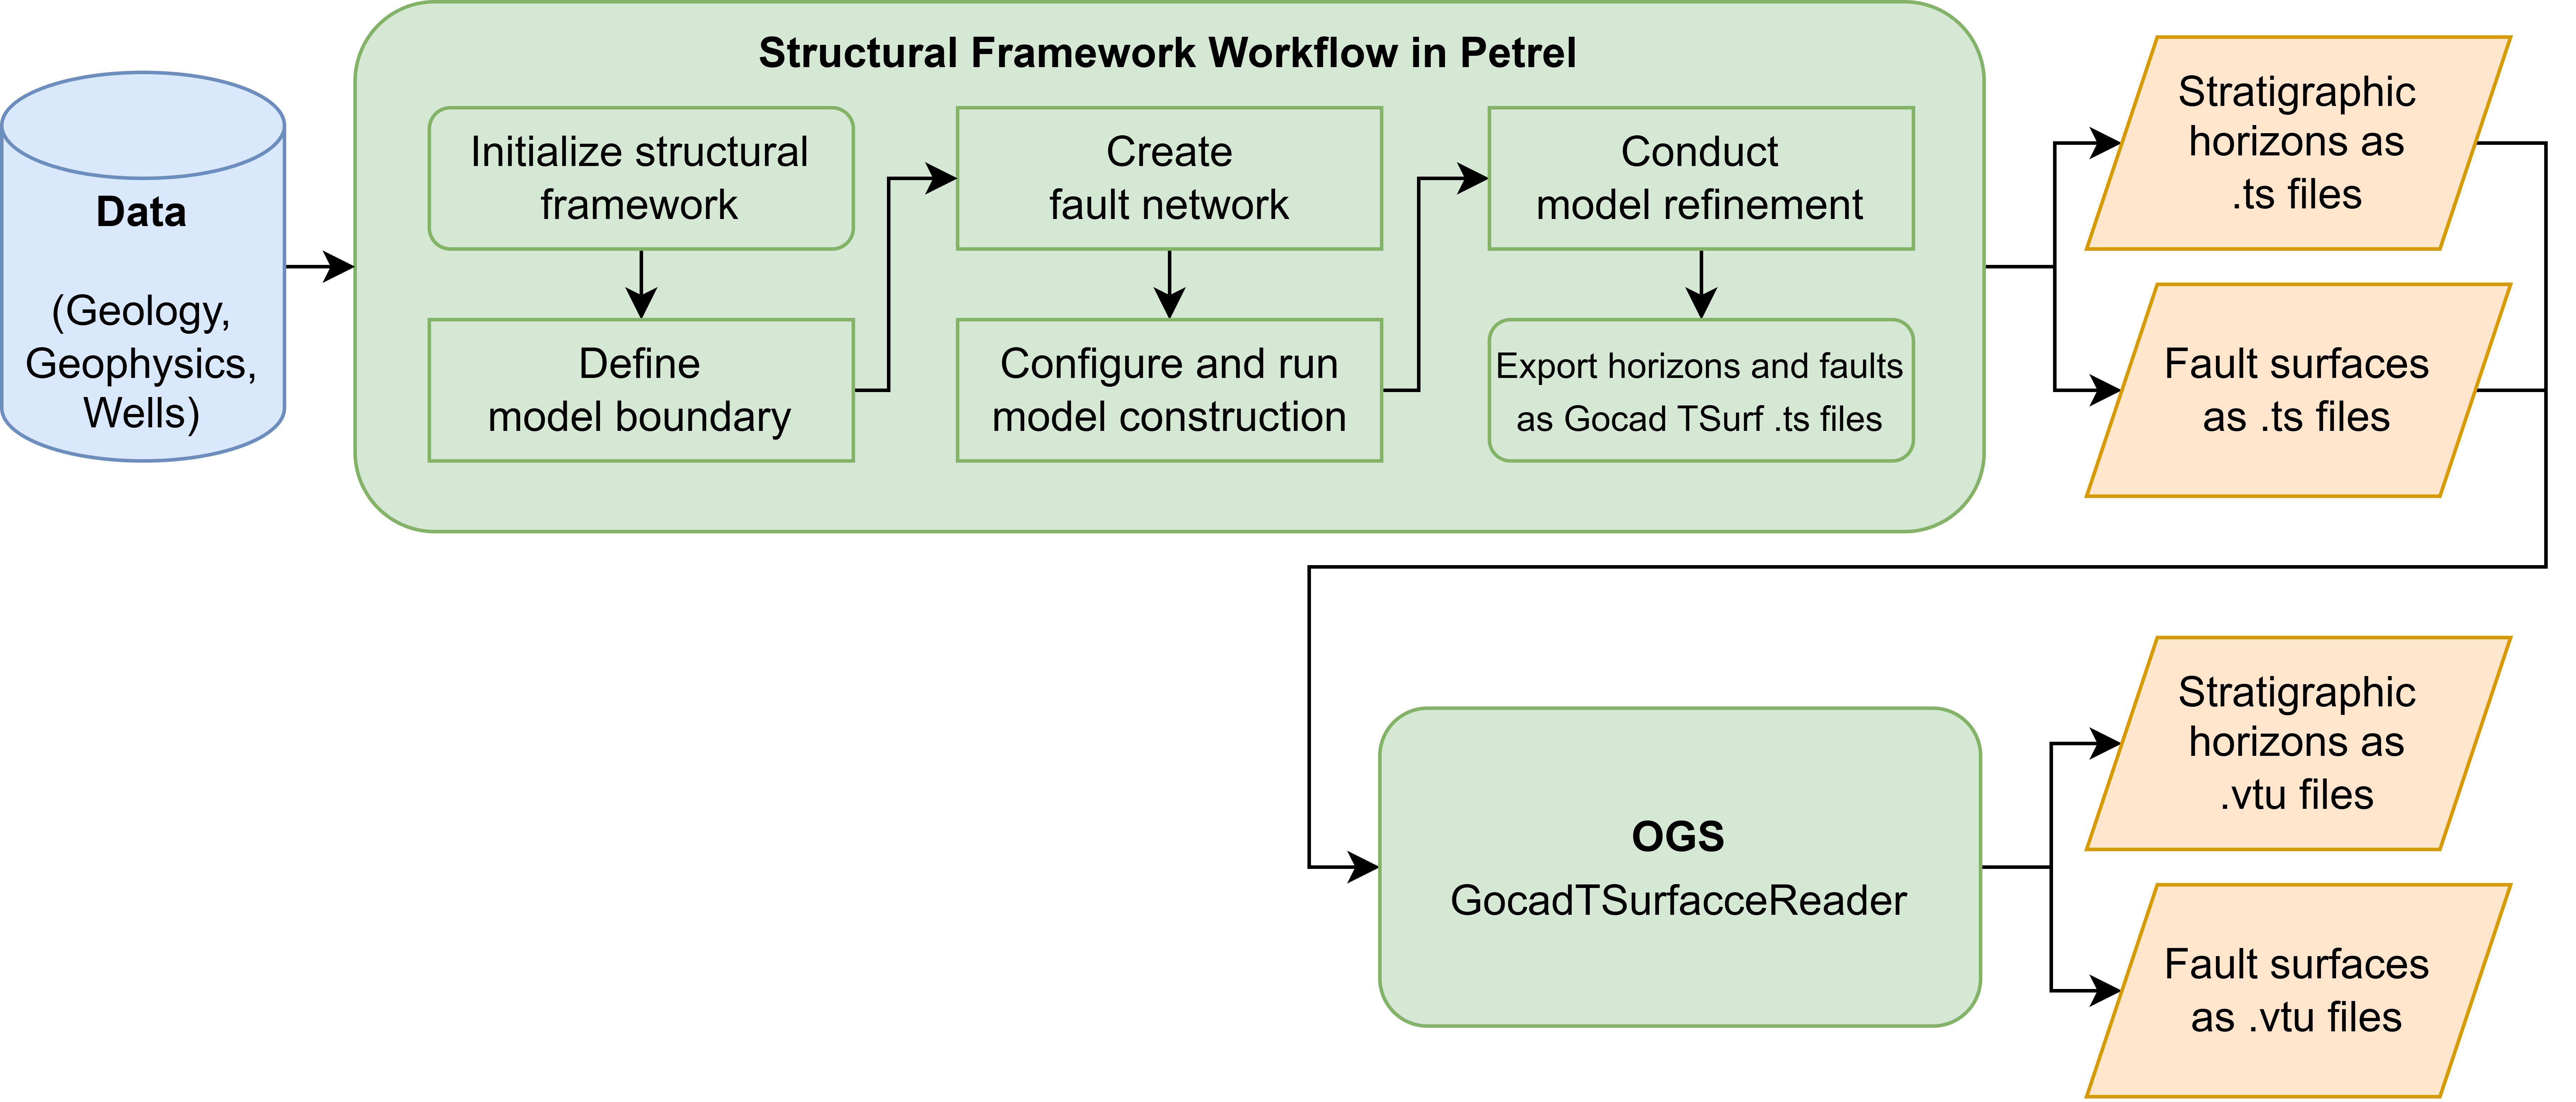 Data
(Geology,
Geophysics,
Wells)
Structural Framework Workflow in Petrel
Initialize structural
framework
Define
model boundary
Create
fault network
Configure and run
model construction
Conduct
model refinement
Export horizons and faults
as Gocad TSurf .ts files
Stratigraphic
horizons as
.ts files
Fault surfaces
as .ts files
OGS
GocadTSurfacceReader
Stratigraphic
horizons as
.vtu files
Fault surfaces
as .vtu files